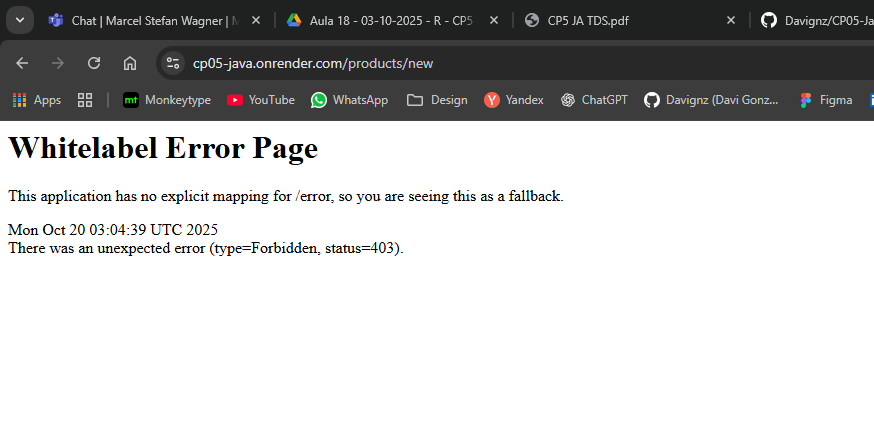 Chat | Marcel Stefan Wagner | M
Aula 18 - 03-10-2025 - R - CP5
CP5 JA TDS.pdf
Davignz/CP05-Ja
cp05-java.onrender.com/products/new
Apps
mt Monkeytype
YouTube
WhatsApp
Design
Y Yandex
ChatGPT
Davignz (Davi Gonz...
Figma
Whitelabel Error Page
This application has no explicit mapping for /error, so you are seeing this as a fallback.
Mon Oct 20 03:04:39 UTC 2025
There was an unexpected error (type=Forbidden, status=403).